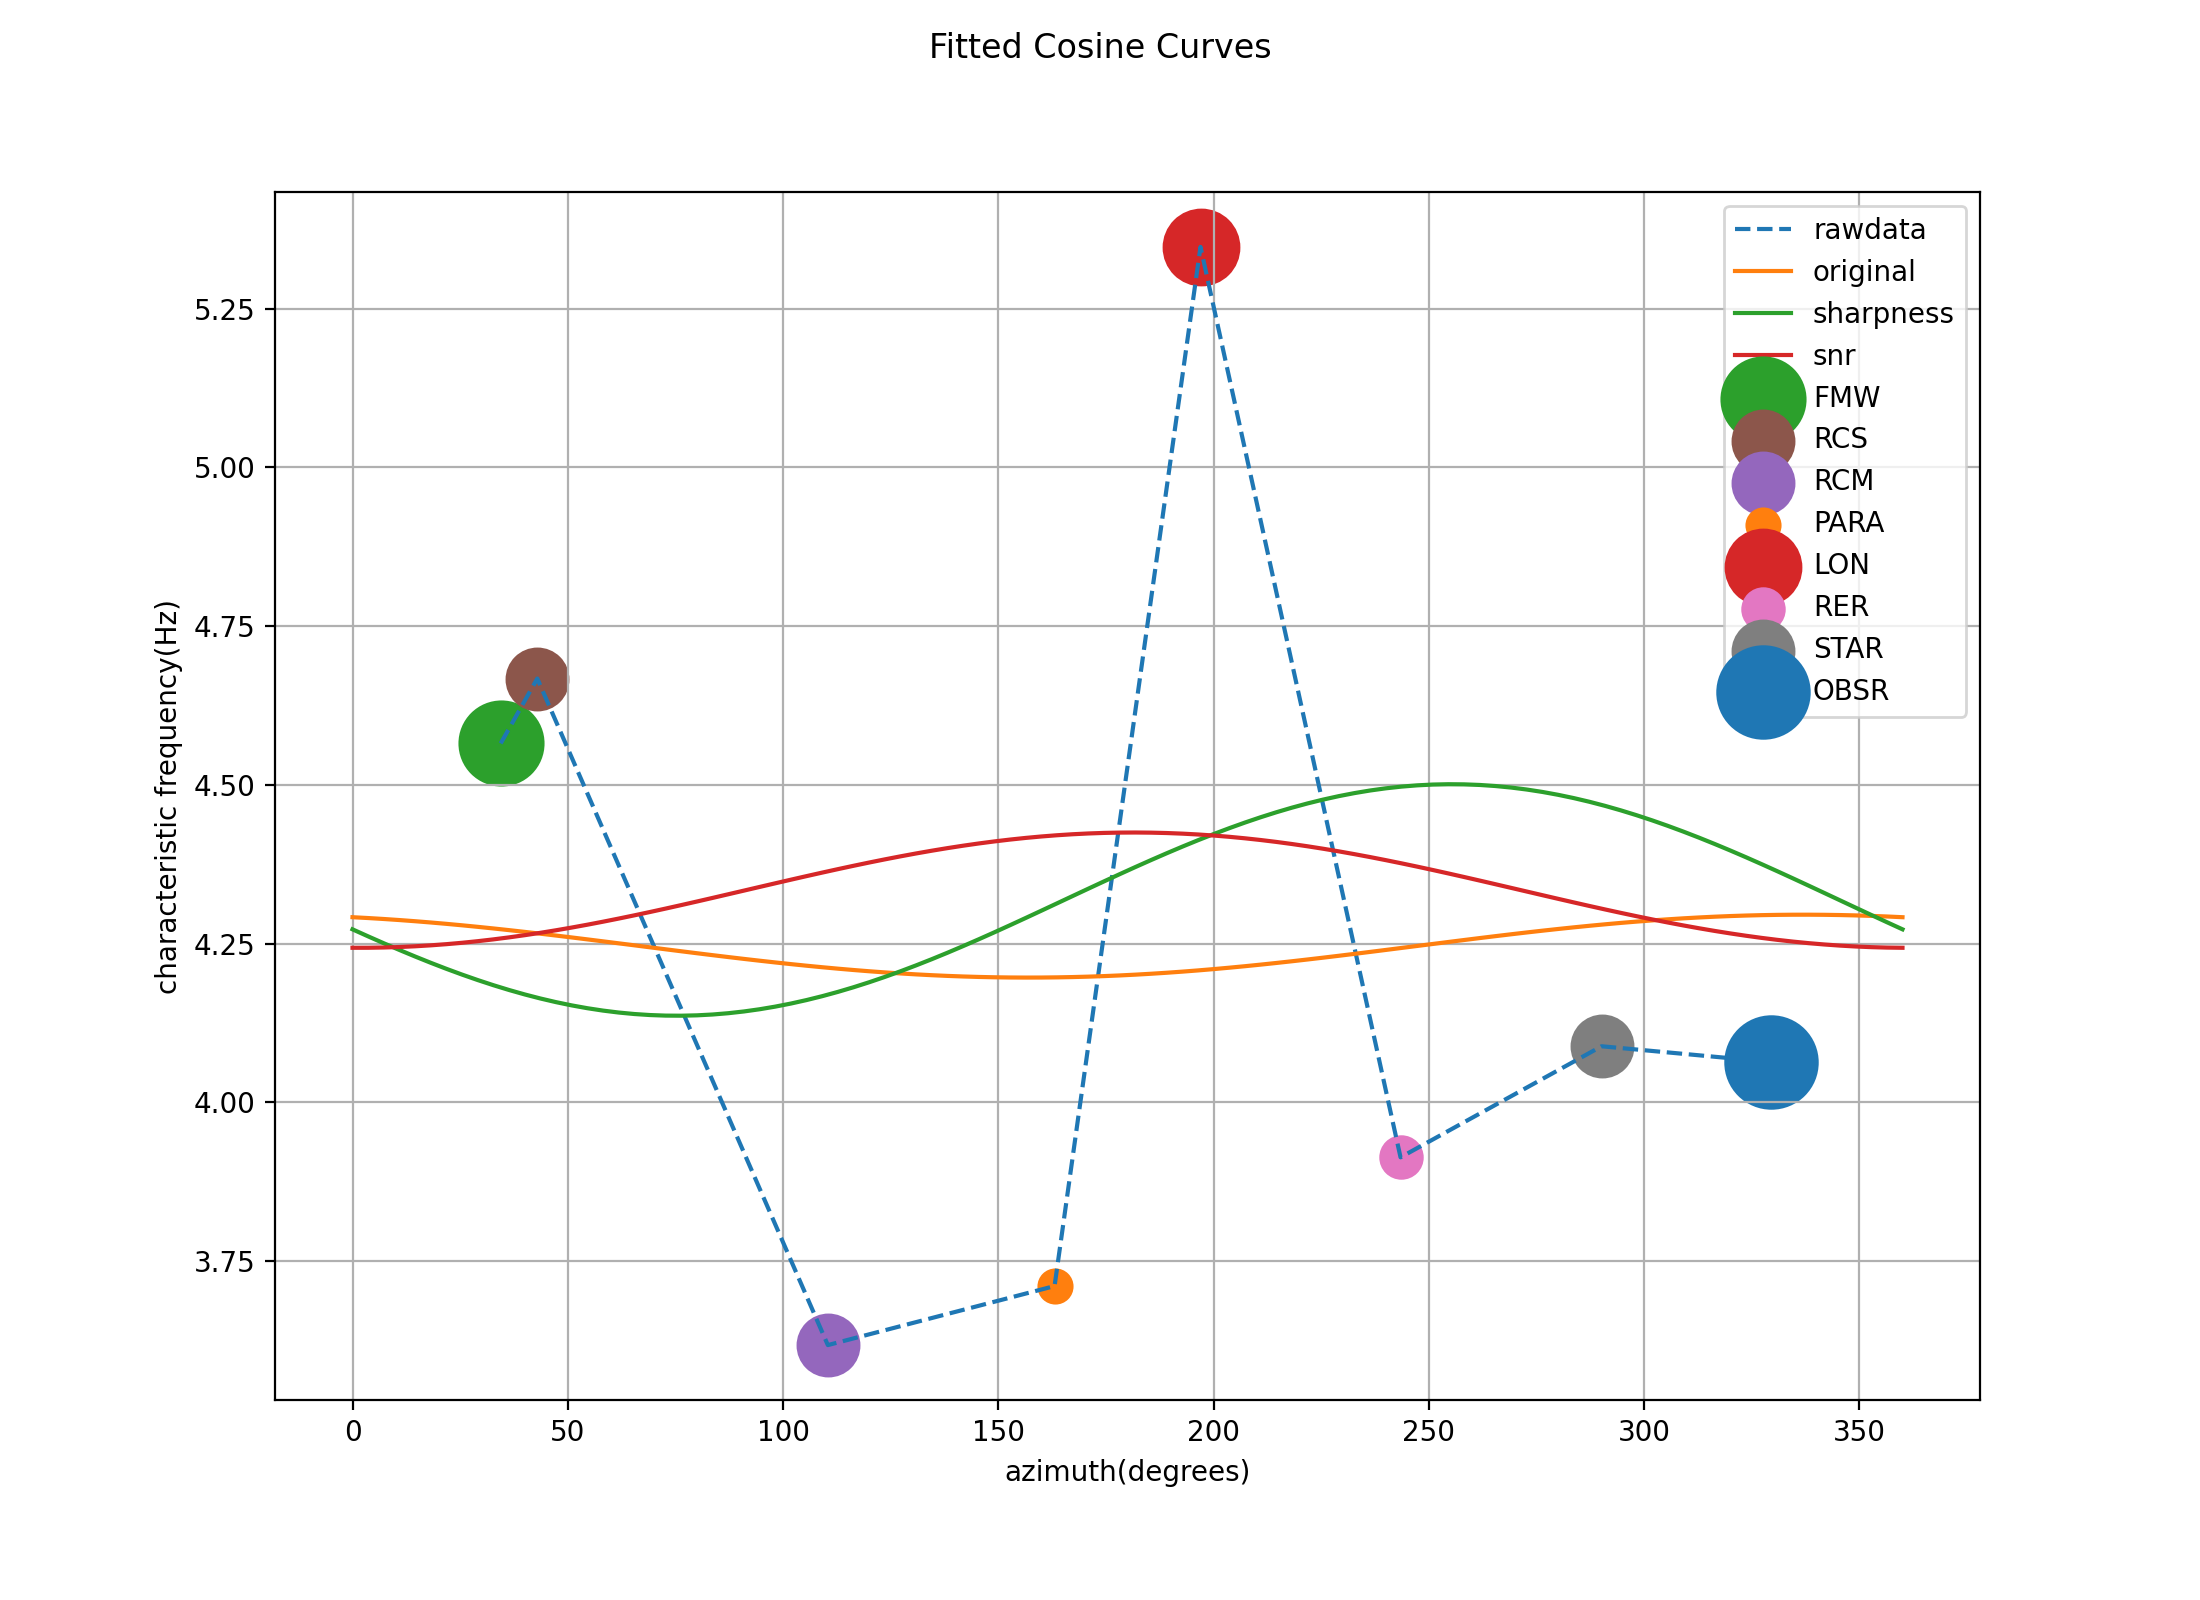 Fitted Cosine Curves
rawdata
original
sharpness
snr
FMW
RCS
RCM
PARA
LON
RER
STAR
OBSR
5.25
5.00
4.75
4.50
4.25
4.00
3.75
characteristic frequency(Hz)
0 50 100 150 200 250 300 350
azimuth(degrees)